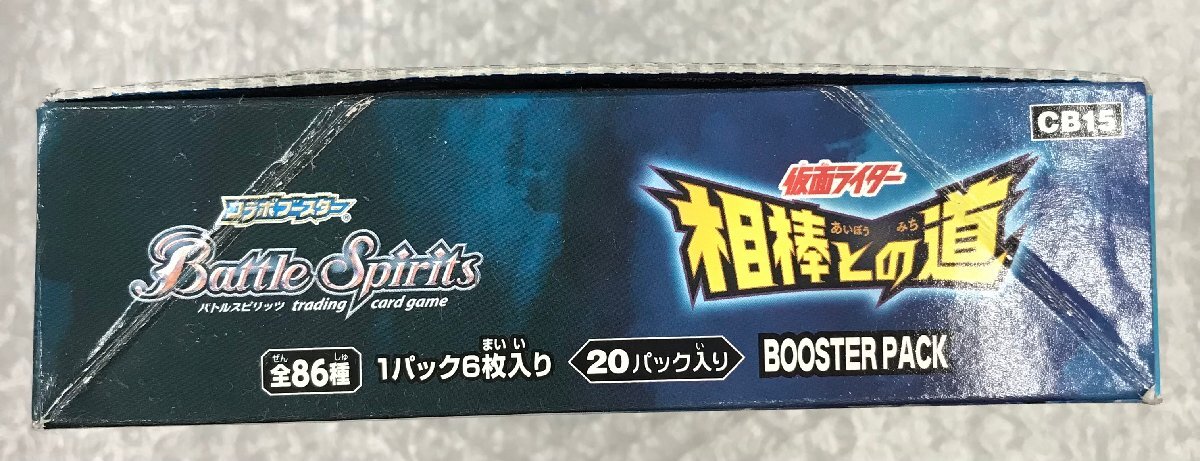 CB15
コラボブースター
Battle Spirits
バトルスピリッツ trading card game
仮面ライダー
相棒との道
あいぼう みち
全86種
ぜん しゅ
1パック6枚入り
まい い
20パック入り
い
BOOSTER PACK